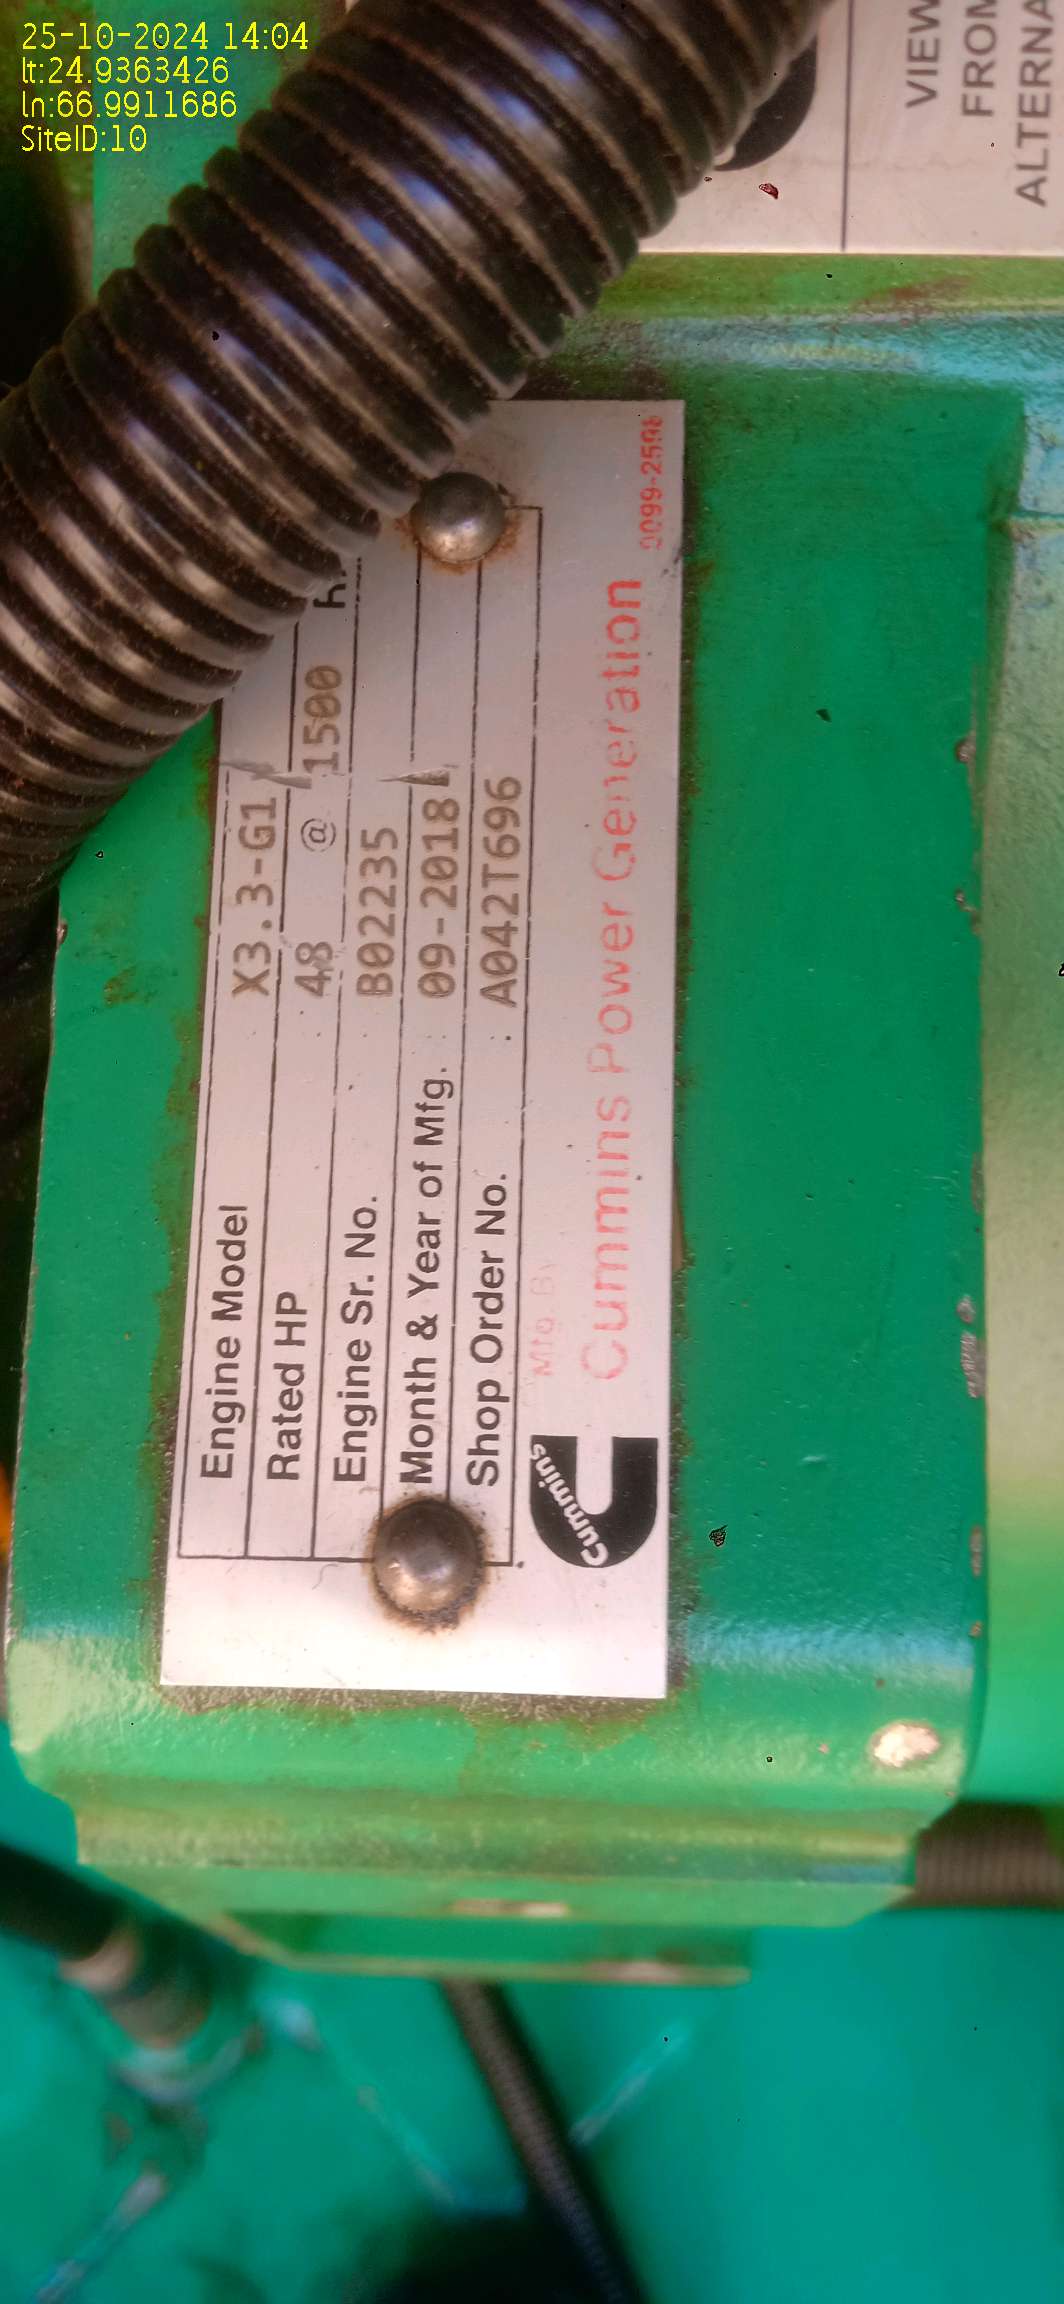 25-10-2024 14:04
lt:24.9363426
ln:66.9911686
SiteID:10
VIEW
FROM
ALTERNA
Engine Model X3.3-G1
Rated HP 48 @ 1500
Engine Sr. No. B02235
Month & Year of Mfg. : 09-2018
Shop Order No. : A042T696
Mfg. By
Cummins Power Generation
Cummins